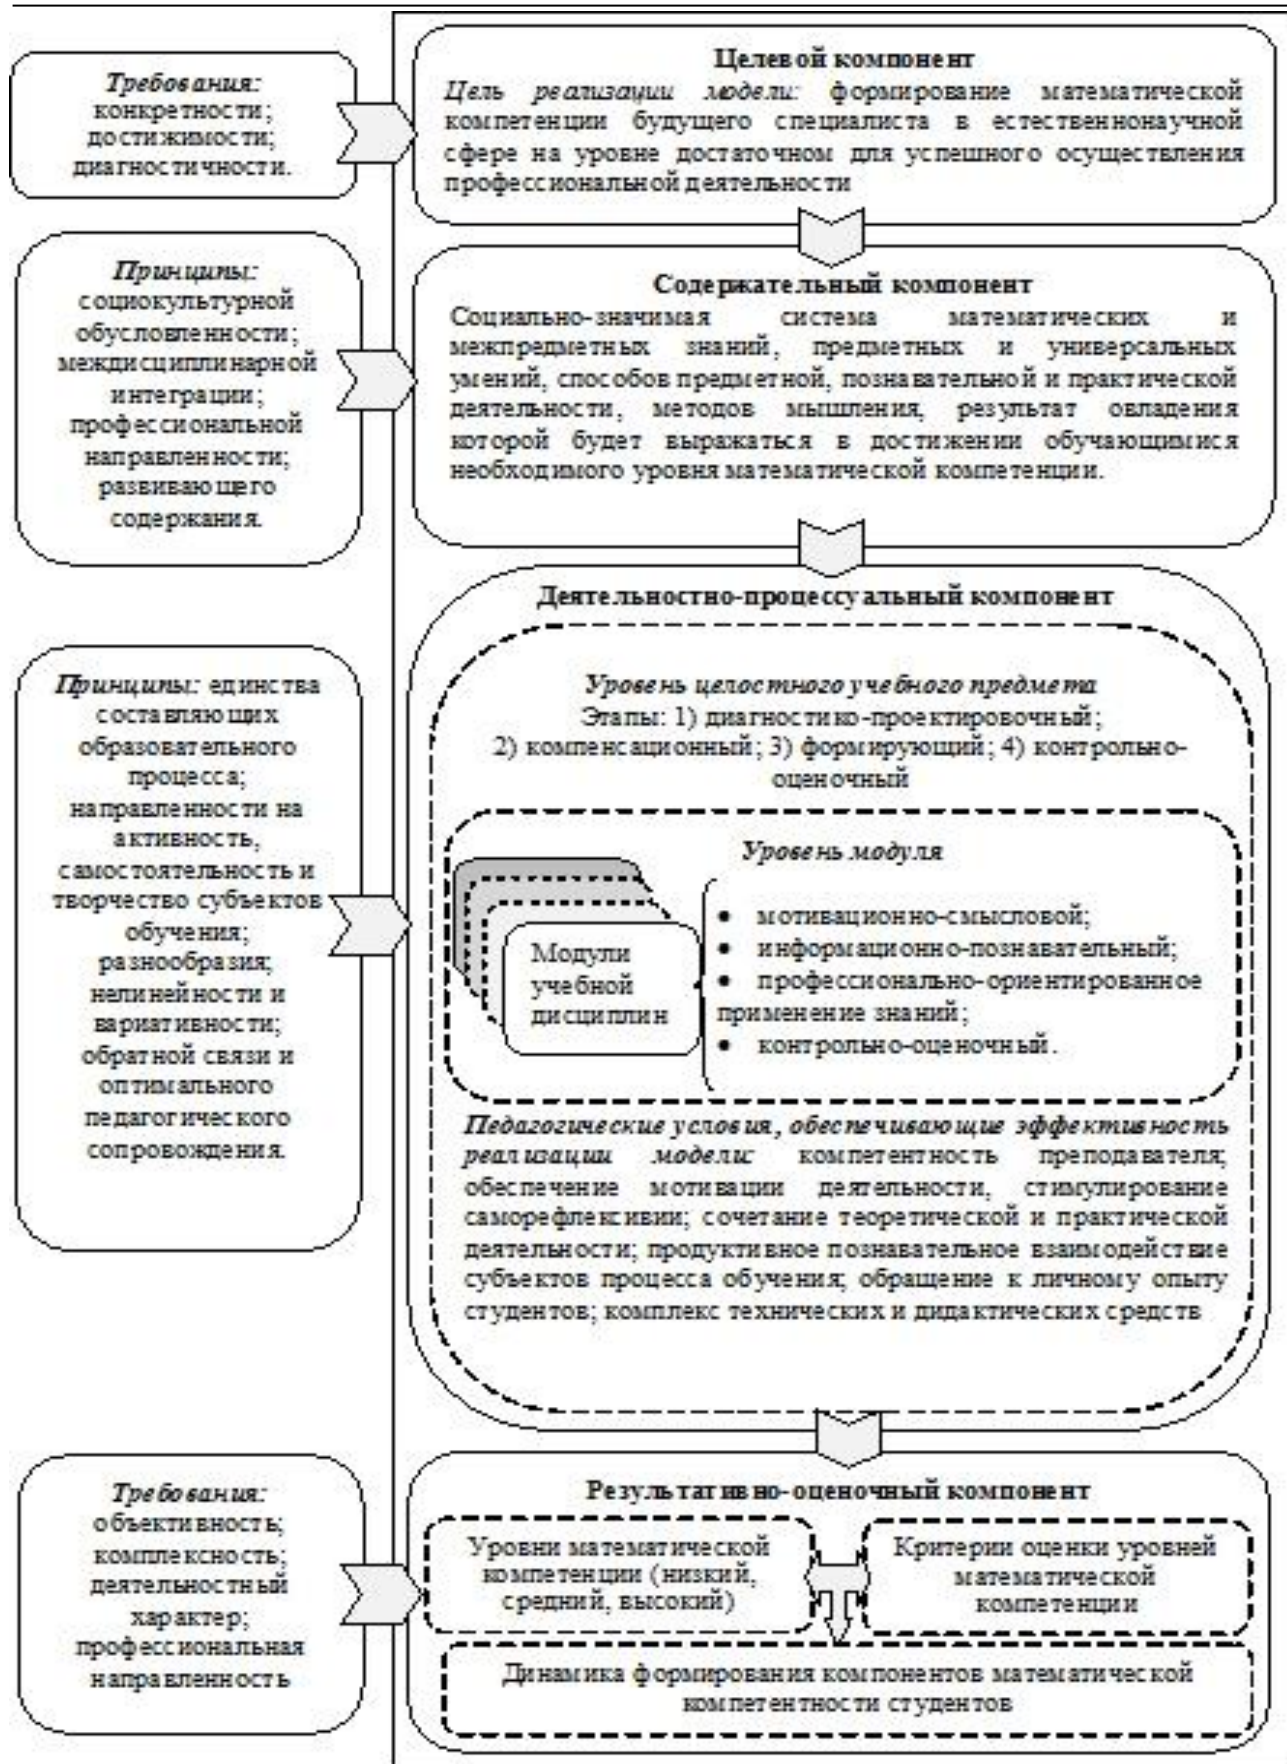 Требования:
конкретности;
достижимости;
диагностичности.
Целевой компонент
Цель реализации модели: формирование математической
компетенции будущего специалиста в естественнонаучной
сфере на уровне достаточном для успешного осуществления
профессиональной деятельности
Принципы:
социокультурной
обусловленности;
междисциплинарной
интеграции;
профессиональной
направленности;
развивающего
содержания.
Содержательный компонент
Социально-значимая система математических и
межпредметных знаний, предметных и универсальных
умений, способов предметной, познавательной и практической
деятельности, методов мышления, результат овладения
которой будет выражаться в достижении обучающимися
необходимого уровня математической компетенции.
Принципы: единства
составляющих
образовательного
процесса;
направленности на
активность,
самостоятельность и
творчество субъектов
обучения;
разнообразия;
нелинейности и
вариативности;
обратной связи и
оптимального
педагогического
сопровождения.
Деятельностно-процессуальный компонент
Уровень целостного учебного предмета
Этапы: 1) диагностико-проектировочный;
2) компенсационный; 3) формирующий; 4) контрольно-
оценочный
Модули
учебной
дисциплин
Уровень модуля
• мотивационно-смысловой;
• информационно-познавательный;
• профессионально-ориентированное
применение знаний;
• контрольно-оценочный.
Педагогические условия, обеспечивающие эффективность
реализации модели: компетентность преподавателя;
обеспечение мотивации деятельности, стимулирование
саморефлексивии; сочетание теоретической и практической
деятельности; продуктивное познавательное взаимодействие
субъектов процесса обучения; обращение к личному опыту
студентов; комплекс технических и дидактических средств
Требования:
объективность;
комплексность;
деятельностный
характер;
профессиональная
направленность
Результативно-оценочный компонент
Уровни математической
компетенции (низкий,
средний, высокий)
Критерии оценки уровней
математической
компетенции
Динамика формирования компонентов математической
компетентности студентов